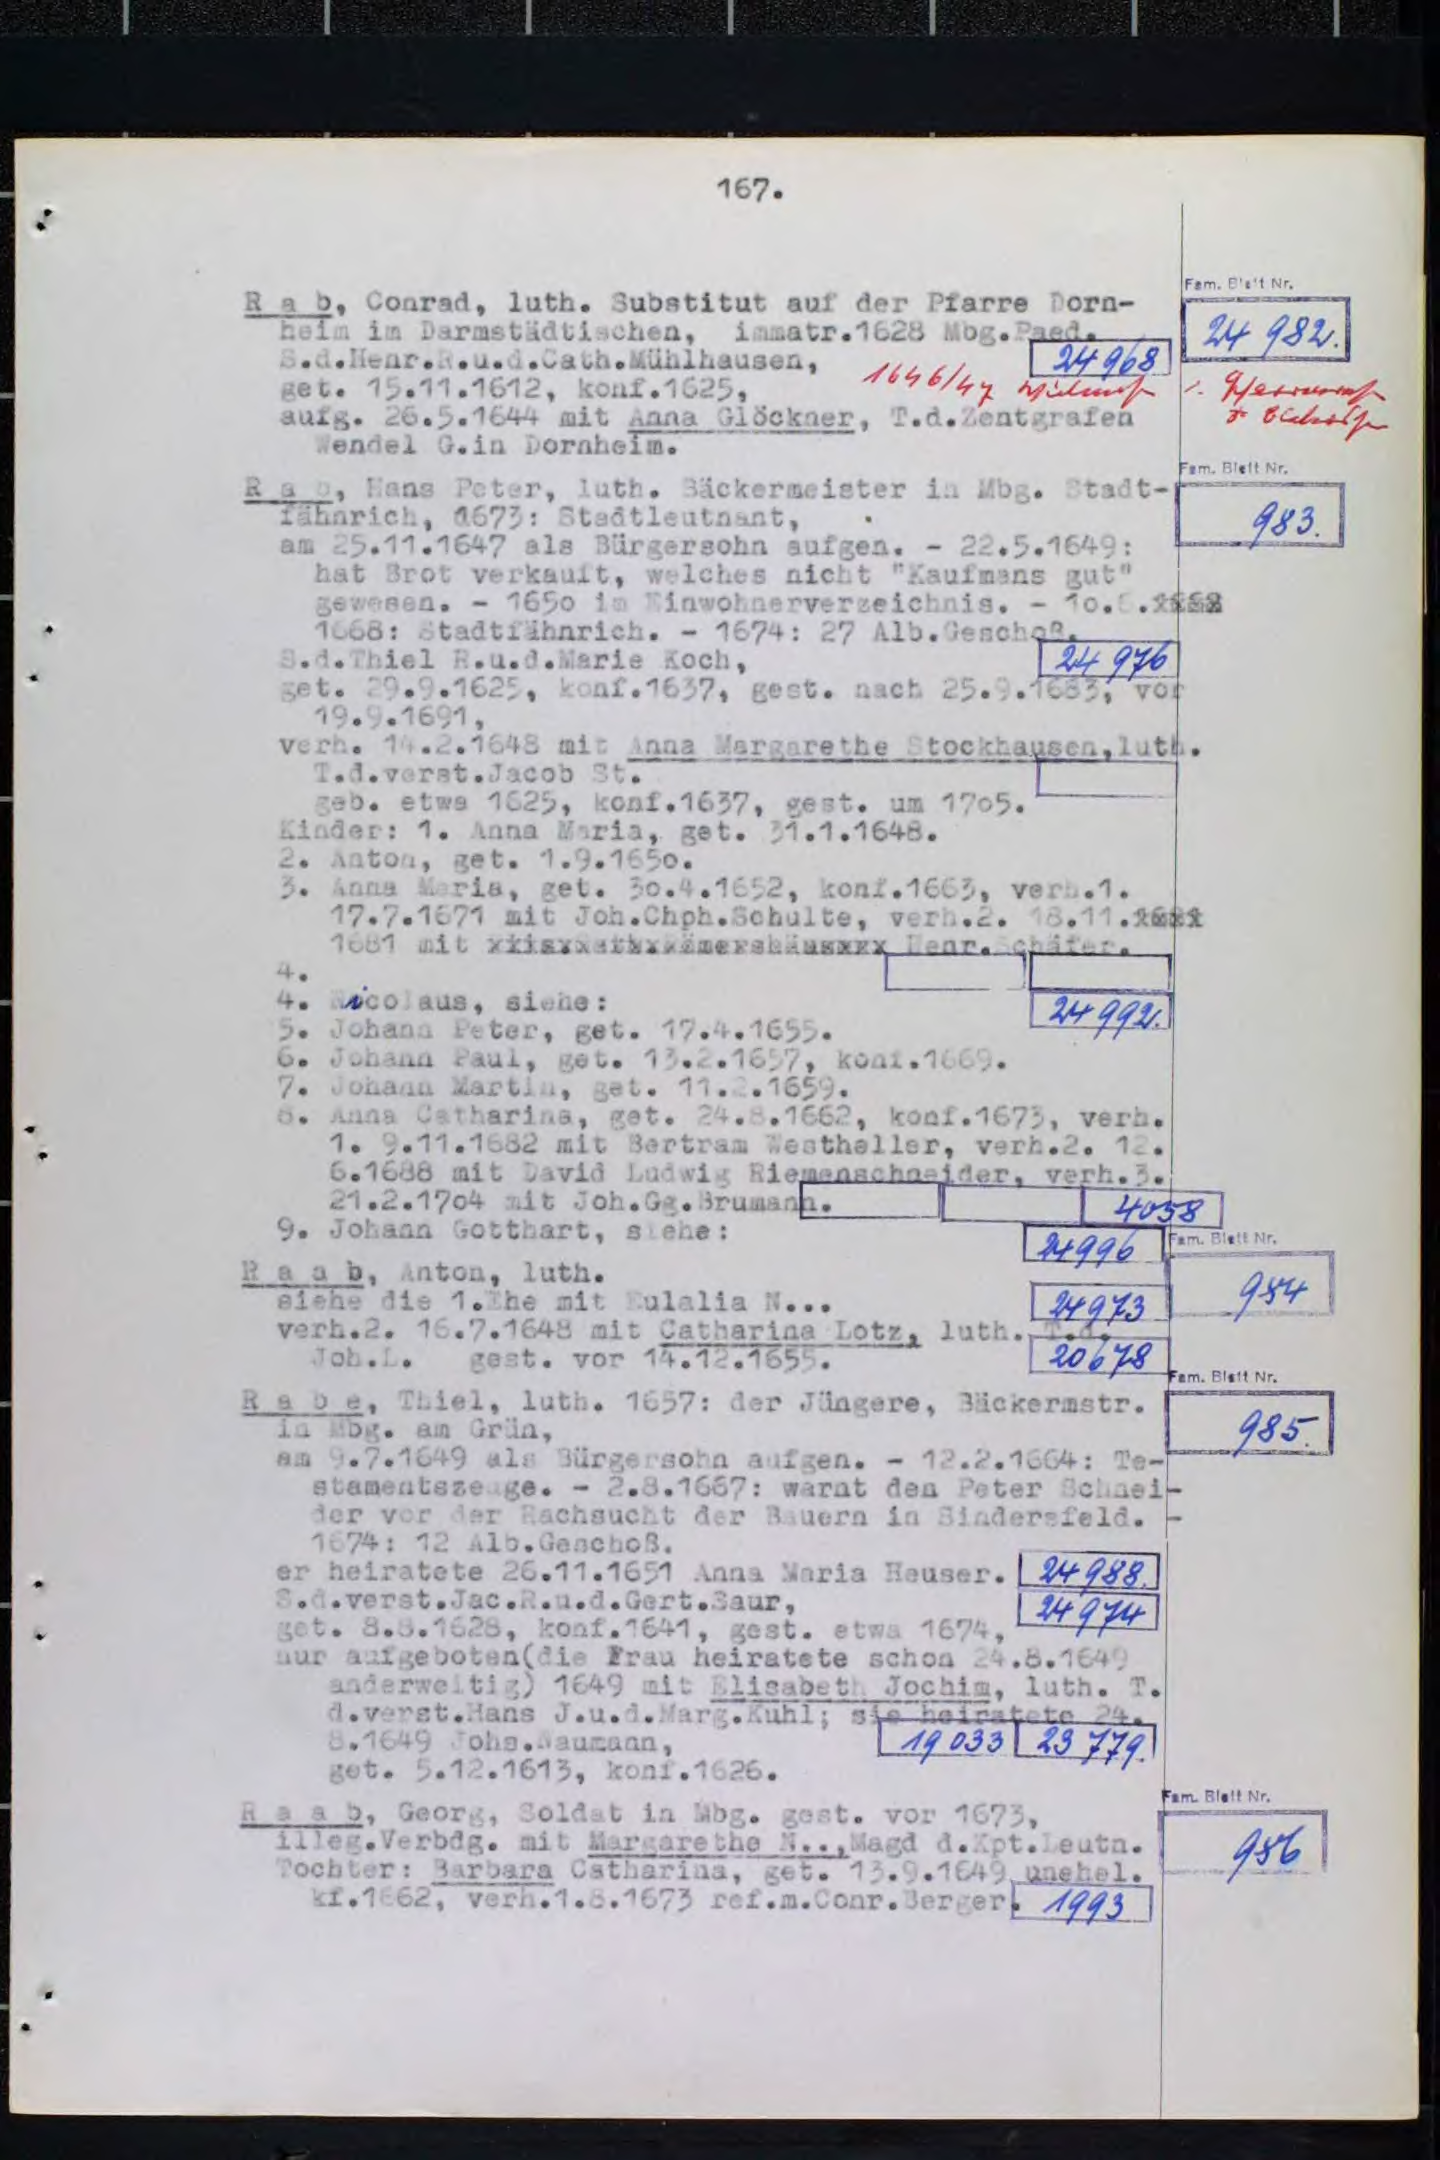 167.
Fam. Blatt Nr.
R a b, Conrad, luth. Substitut auf der Pfarre Dorn-
24 982.
heim im Darmstädtischen, immatr.1628 Mbg.Paed.
S.d.Henr.R.u.d.Cath.Mühlhausen, 24 968
get. 15.11.1612, konf.1625, 1646/47
aufg. 26.5.1644 mit Anna Glöckner, T.d.Zentgrafen
Wendel G.in Dornheim.
Fam. Blatt Nr.
R a b, Hans Peter, luth. Bäckermeister in Mbg. Stadt-
983.
fähnrich, 1673: Stadtleutnant,
am 25.11.1647 als Bürgersohn aufgen. - 22.5.1649:
hat Brot verkauft, welches nicht "Kaufmans gut"
gewesen. - 1650 im Einwohnerverzeichnis. - 10.6.
1668: Stadtfähnrich. - 1674: 27 Alb.Geschoß.
S.d.Thiel R.u.d.Marie Koch, 24 976
get. 29.9.1625, konf.1637, gest. nach 25.9.1683, vor
19.9.1691,
verh. 14.2.1648 mit Anna Margarethe Stockhausen,luth.
T.d.verst.Jacob St.
geb. etwa 1625, konf.1637, gest. um 1705.
Kinder: 1. Anna Maria, get. 31.1.1648.
2. Anton, get. 1.9.1650.
3. Anna Maria, get. 30.4.1652, konf.1663, verh.1.
17.7.1671 mit Joh.Chph.Schulte, verh.2. 18.11.
1681 mit Henr.Schäfer.
4.
4. Nicolaus, siehe: 24 992.
5. Johann Peter, get. 17.4.1655.
6. Johann Paul, get. 13.2.1657, konf.1669.
7. Johann Martin, get. 11.2.1659.
8. Anna Catharina, get. 24.8.1662, konf.1673, verh.
1. 9.11.1682 mit Bertram Westheller, verh.2. 12.
6.1688 mit David Ludwig Riemenschneider, verh.3.
21.2.1704 mit Joh.Gg.Brumann. 4058
9. Johann Gotthart, siehe: 24996
Fam. Blatt Nr.
R a a b, Anton, luth.
984
siehe die 1.Ehe mit Eulalia N... 24973
verh.2. 16.7.1648 mit Catharina Lotz, luth. T.d.
Joh.L. gest. vor 14.12.1655. 20678
Fam. Blatt Nr.
R a b e, Thiel, luth. 1657: der Jüngere, Bäckermstr.
985.
in Mbg. am Grün,
am 9.7.1649 als Bürgersohn aufgen. - 12.2.1664: Te-
stamentszeuge. - 2.8.1667: warnt den Peter Schnei-
der vor der Rachsucht der Bauern in Sindersfeld. -
1674: 12 Alb.Geschoß.
er heiratete 26.11.1651 Anna Maria Heuser. 24988.
S.d.verst.Jac.R.u.d.Gert.Saur, 24 974
get. 8.8.1628, konf.1641, gest. etwa 1674,
nur aufgeboten(die Frau heiratete schon 24.8.1649
anderweitig) 1649 mit Elisabeth Jochim, luth. T.
d.verst.Hans J.u.d.Marg.Kuhl; sie heiratete 24.
8.1649 Johs.Naumann, 19 033 23 779.
get. 5.12.1613, konf.1626.
Fam. Blatt Nr.
R a a b, Georg, Soldat in Mbg. gest. vor 1673,
986
illeg.Verbdg. mit Margarethe N..,Magd d.Kpt.Leutn.
Tochter: Barbara Catharina, get. 13.9.1649 unehel.
kf.1662, verh.1.8.1673 ref.m.Conr.Berger. 1993